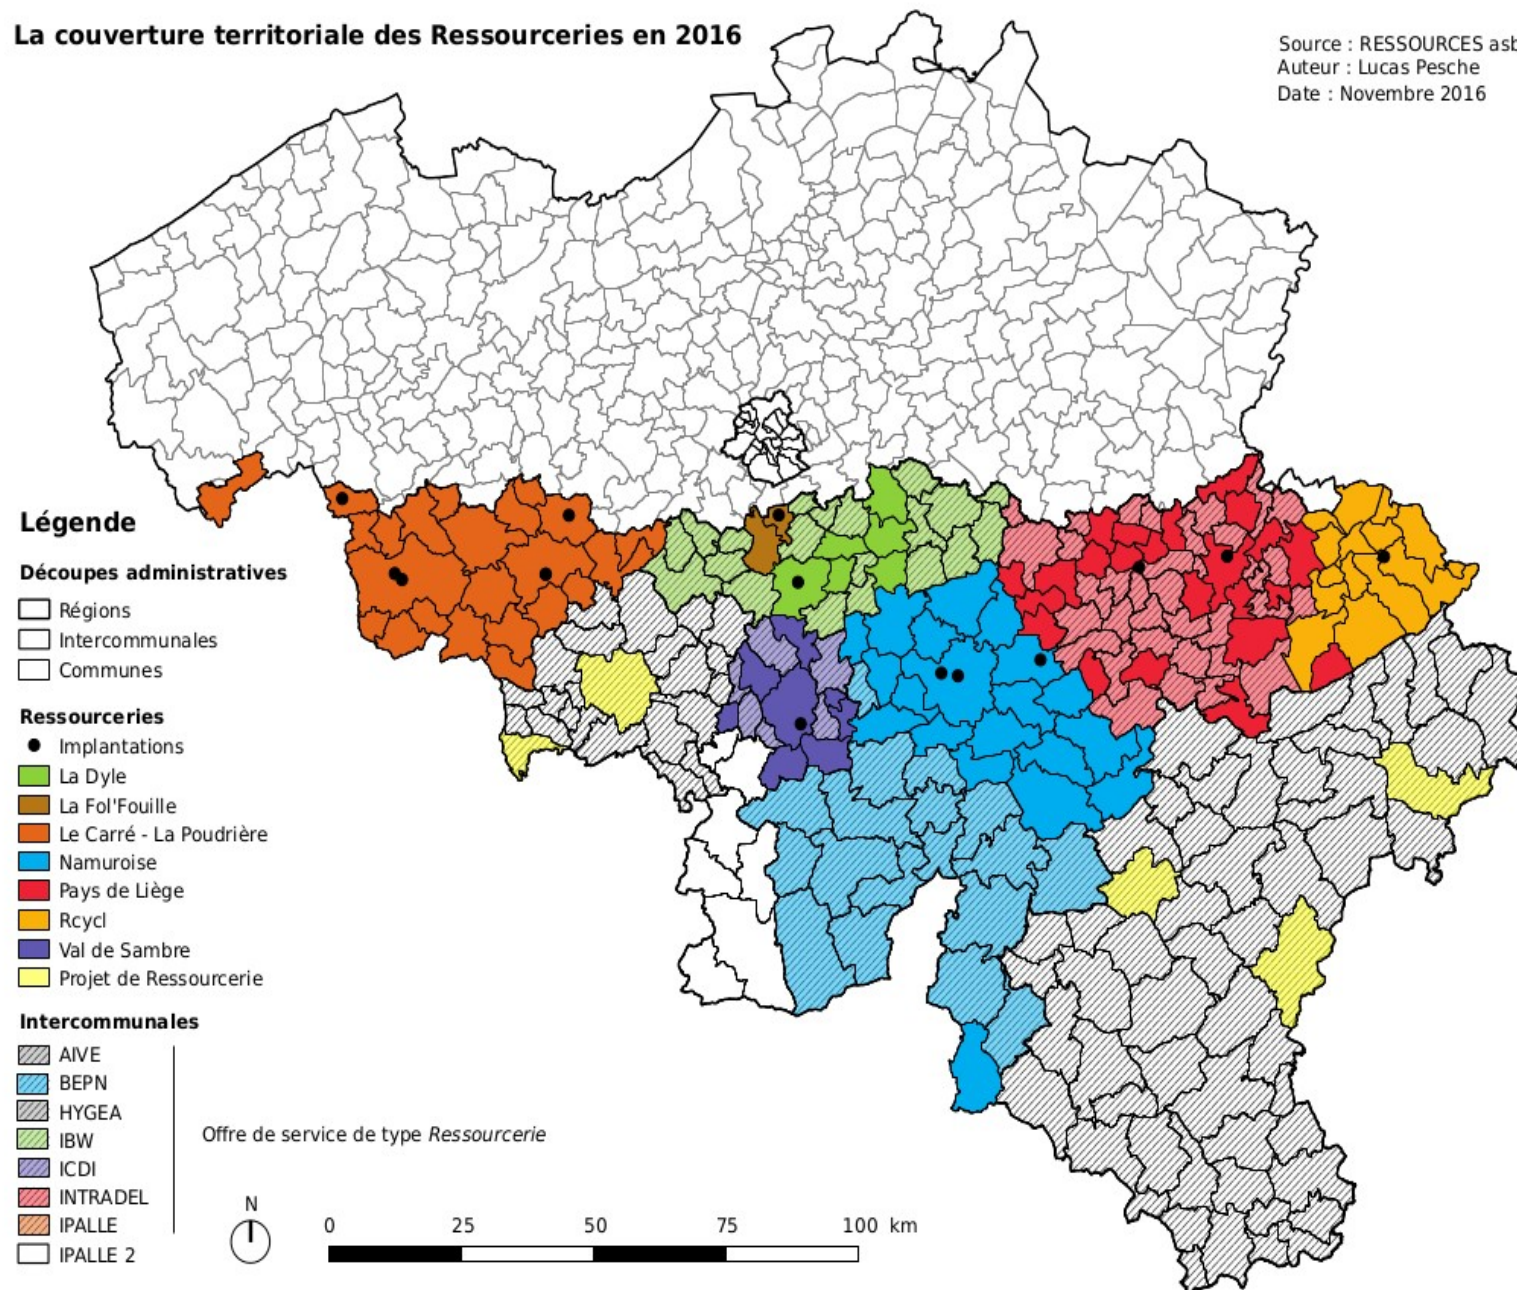 La couverture territoriale des Ressourceries en 2016
Source : RESSOURCES asb
Auteur : Lucas Pesche
Date : Novembre 2016
Légende
Découpes administratives
Régions
Intercommunales
Communes
Ressourceries
Implantations
La Dyle
La Fol'Fouille
Le Carré - La Poudrière
Namuroise
Pays de Liège
Rcycl
Val de Sambre
Projet de Ressourcerie
Intercommunales
AIVE
BEPN
HYGEA
IBW
ICDI
INTRADEL
IPALLE
IPALLE 2
Offre de service de type Ressourcerie
N
0 25 50 75 100 km